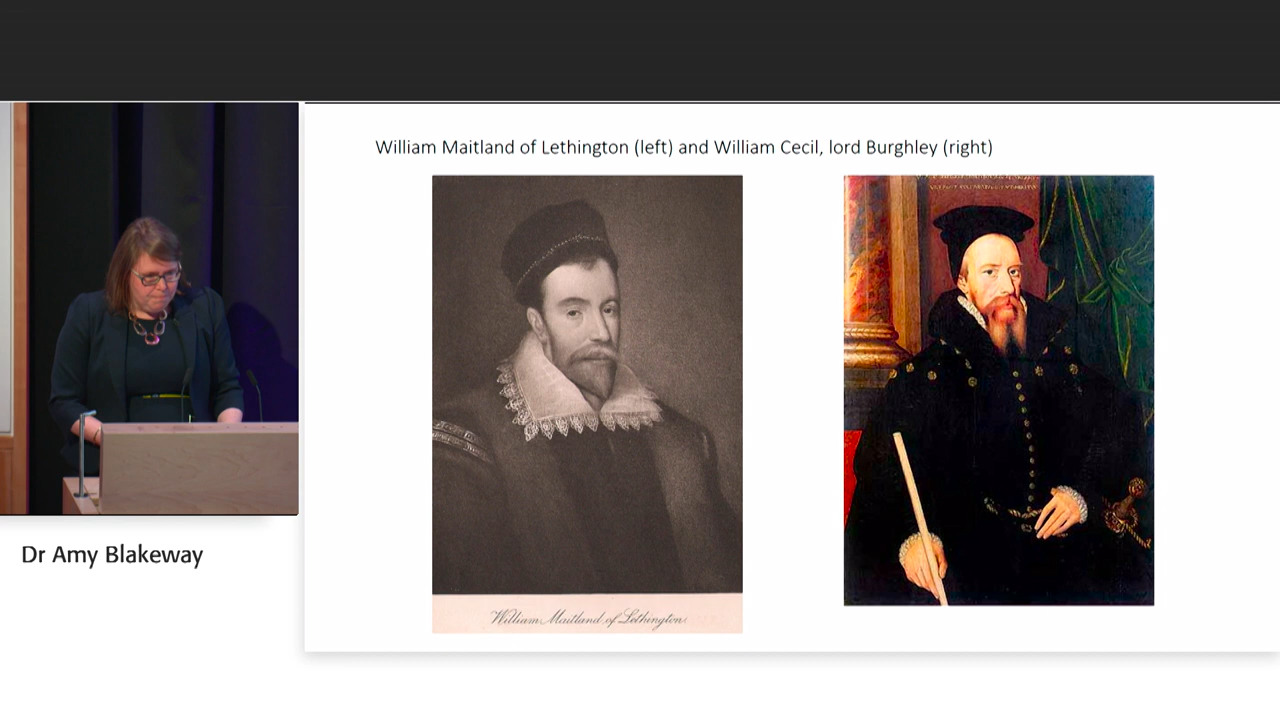 William Maitland of Lethington (left) and William Cecil, lord Burghley (right)
William Maitland of Lethington.
Dr Amy Blakeway